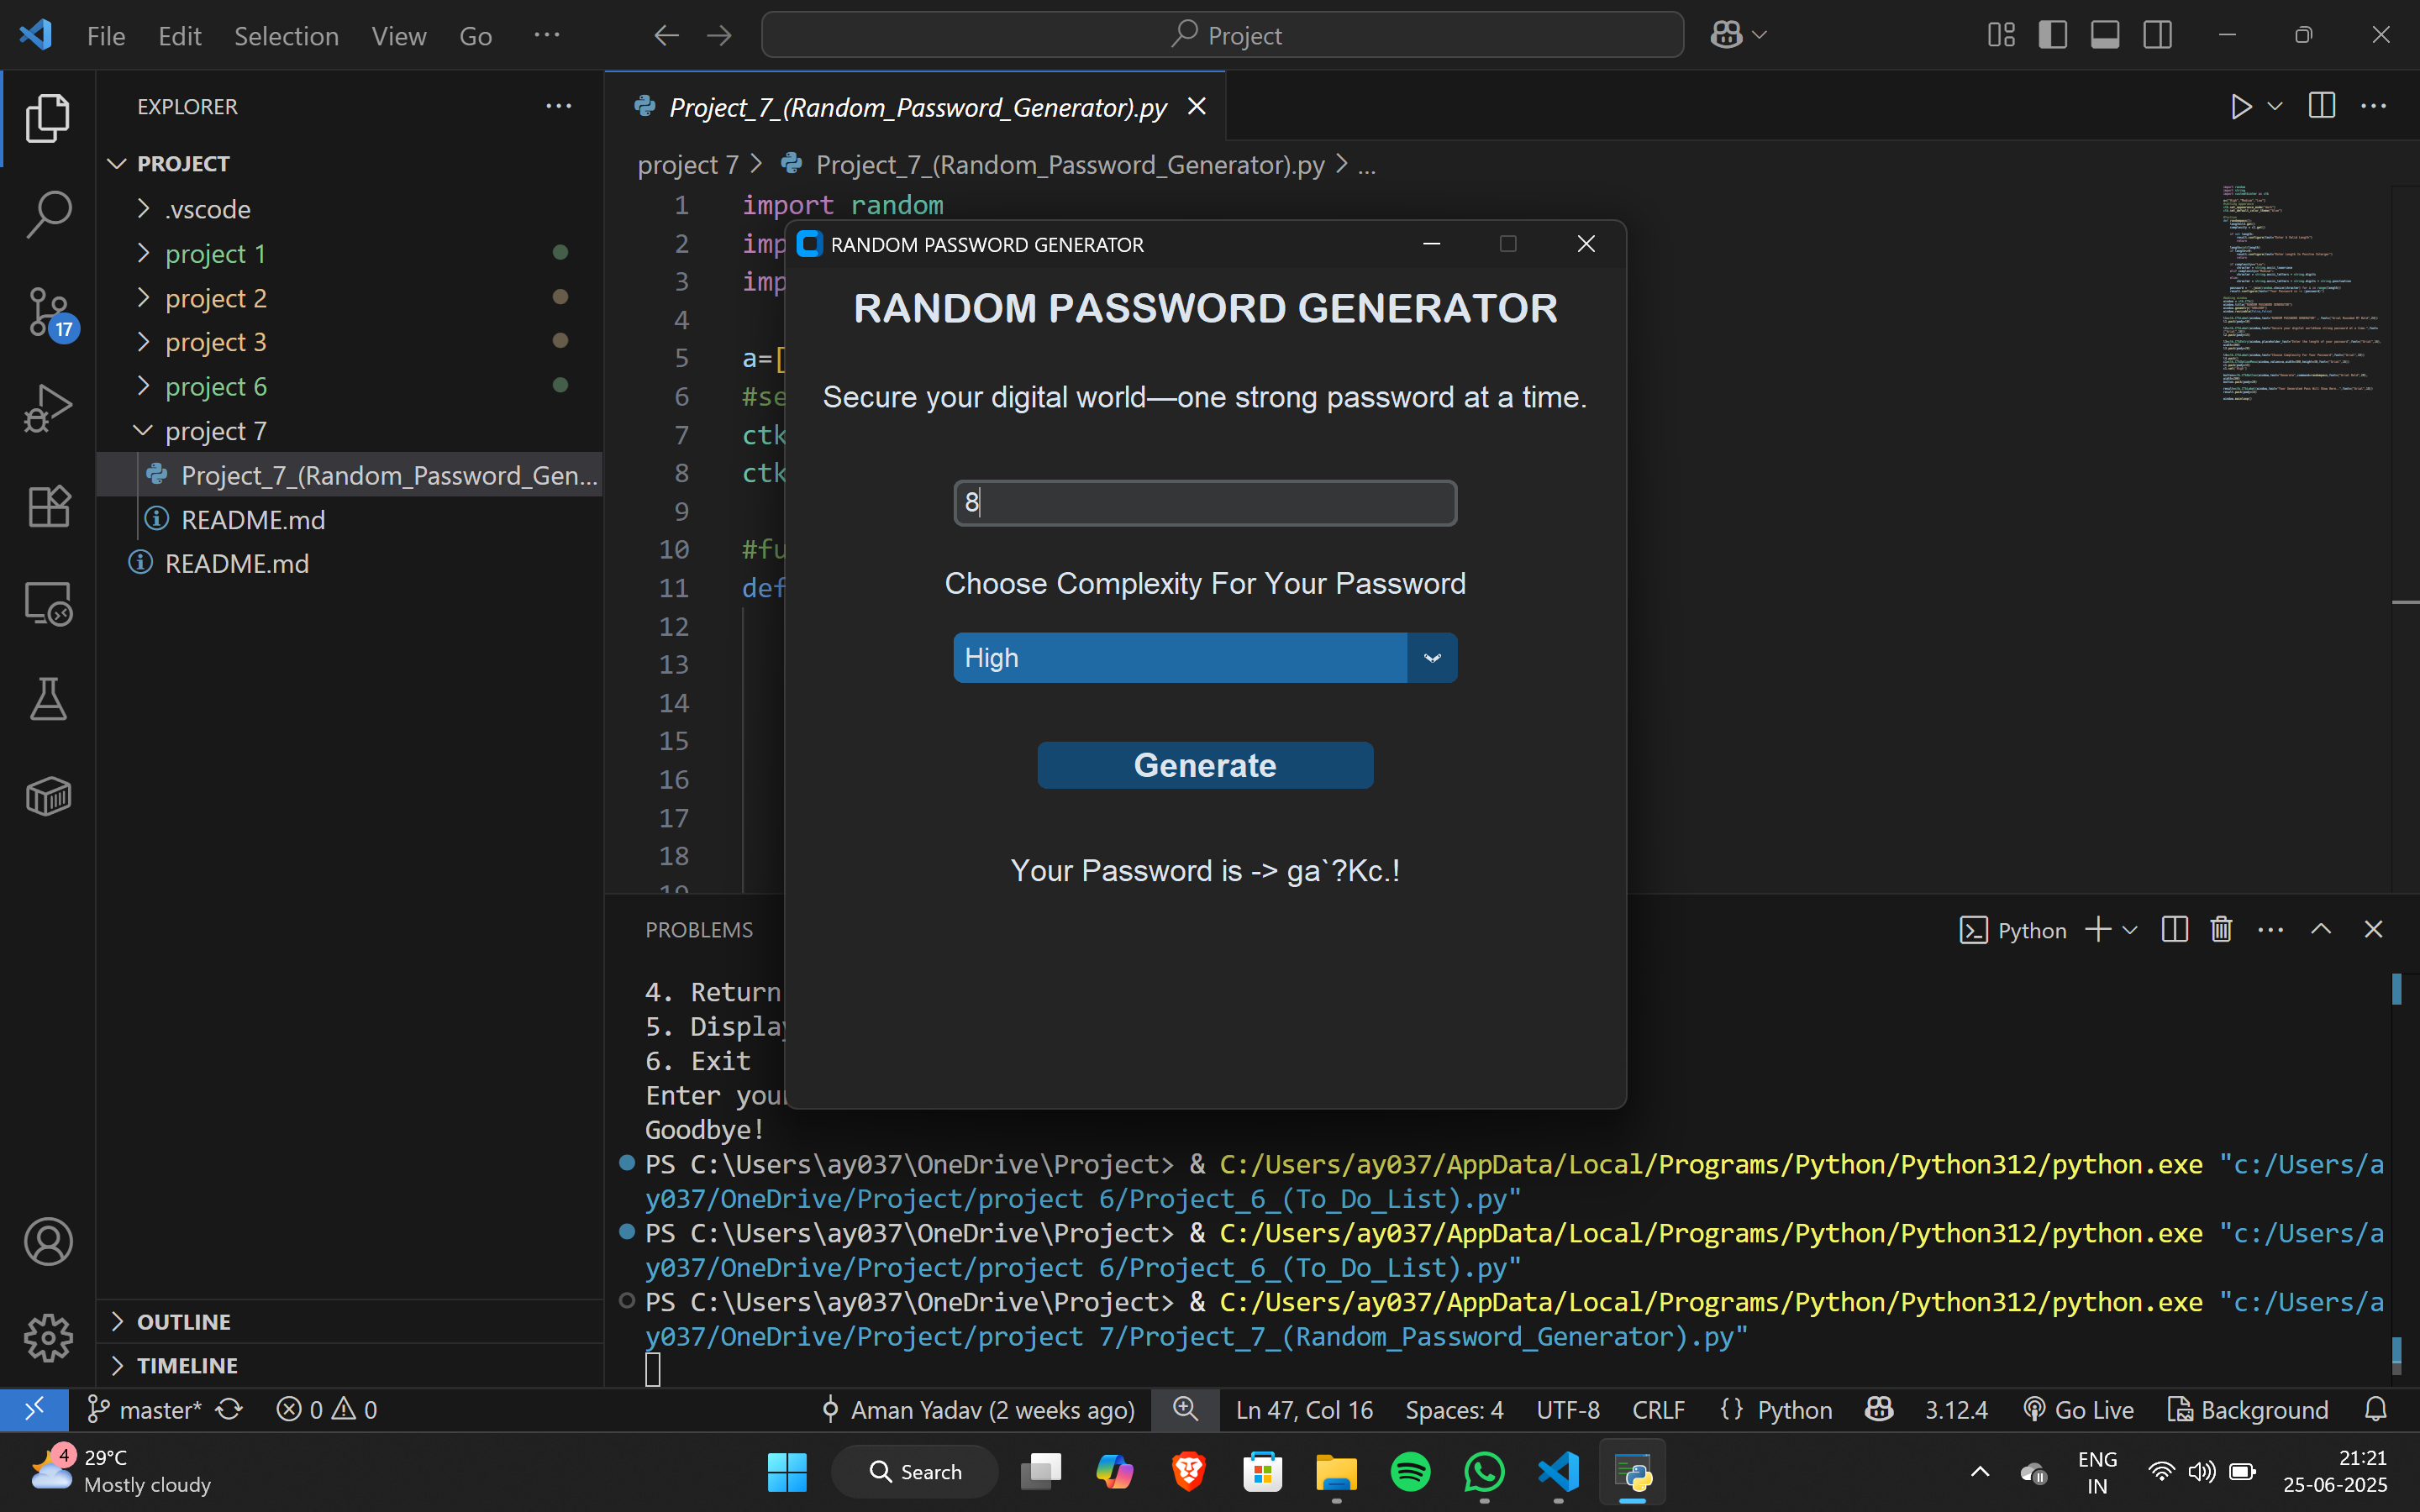 File Edit Selection View Go ... Project
EXPLORER ...
PROJECT
.vscode
project 1
project 2
project 3
project 6
project 7
Project_7_(Random_Password_Gen...
README.md
README.md
OUTLINE
TIMELINE
17
Project_7_(Random_Password_Generator).py
project 7 > Project_7_(Random_Password_Generator).py > ...
1 import random
2 imp
3 imp
4
5 a=[
6 #se
7 ctk
8 ctk
9
10 #fu
11 def
12
13
14
15
16
17
18
19
RANDOM PASSWORD GENERATOR
RANDOM PASSWORD GENERATOR
Secure your digital world—one strong password at a time.
8
Choose Complexity For Your Password
High
Generate
Your Password is -> ga`?Kc.!
PROBLEMS Python
4. Return
5. Display
6. Exit
Enter your
Goodbye!
PS C:\Users\ay037\OneDrive\Project> & C:/Users/ay037/AppData/Local/Programs/Python/Python312/python.exe "c:/Users/a
y037/OneDrive/Project/project 6/Project_6_(To_Do_List).py"
PS C:\Users\ay037\OneDrive\Project> & C:/Users/ay037/AppData/Local/Programs/Python/Python312/python.exe "c:/Users/a
y037/OneDrive/Project/project 6/Project_6_(To_Do_List).py"
PS C:\Users\ay037\OneDrive\Project> & C:/Users/ay037/AppData/Local/Programs/Python/Python312/python.exe "c:/Users/a
y037/OneDrive/Project/project 7/Project_7_(Random_Password_Generator).py"
master* 0 0 Aman Yadav (2 weeks ago) Ln 47, Col 16 Spaces: 4 UTF-8 CRLF {} Python 3.12.4 Go Live Background
4 29°C
Mostly cloudy
Search
ENG
IN
21:21
25-06-2025